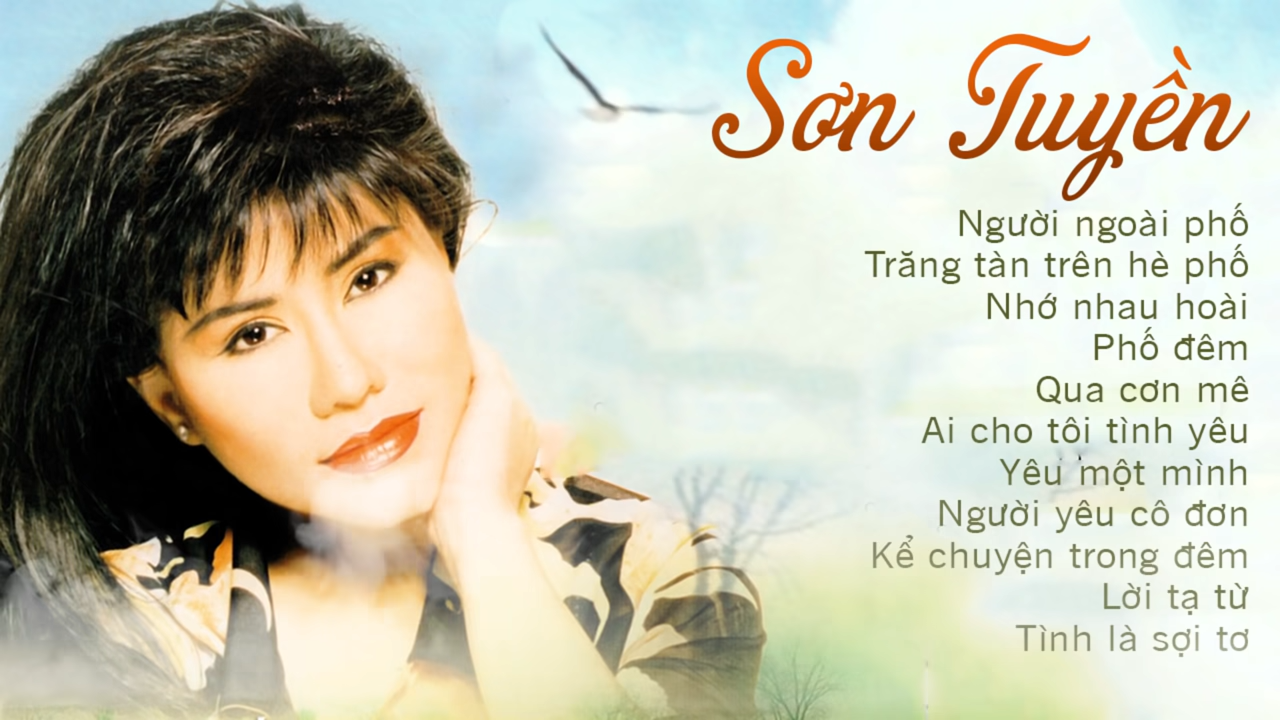 Sơn Tuyền
Người ngoài phố
Trăng tàn trên hè phố
Nhớ nhau hoài
Phố đêm
Qua cơn mê
Ai cho tôi tình yêu
Yêu một mình
Người yêu cô đơn
Kể chuyện trong đêm
Lời tạ từ
Tình là sợi tơ